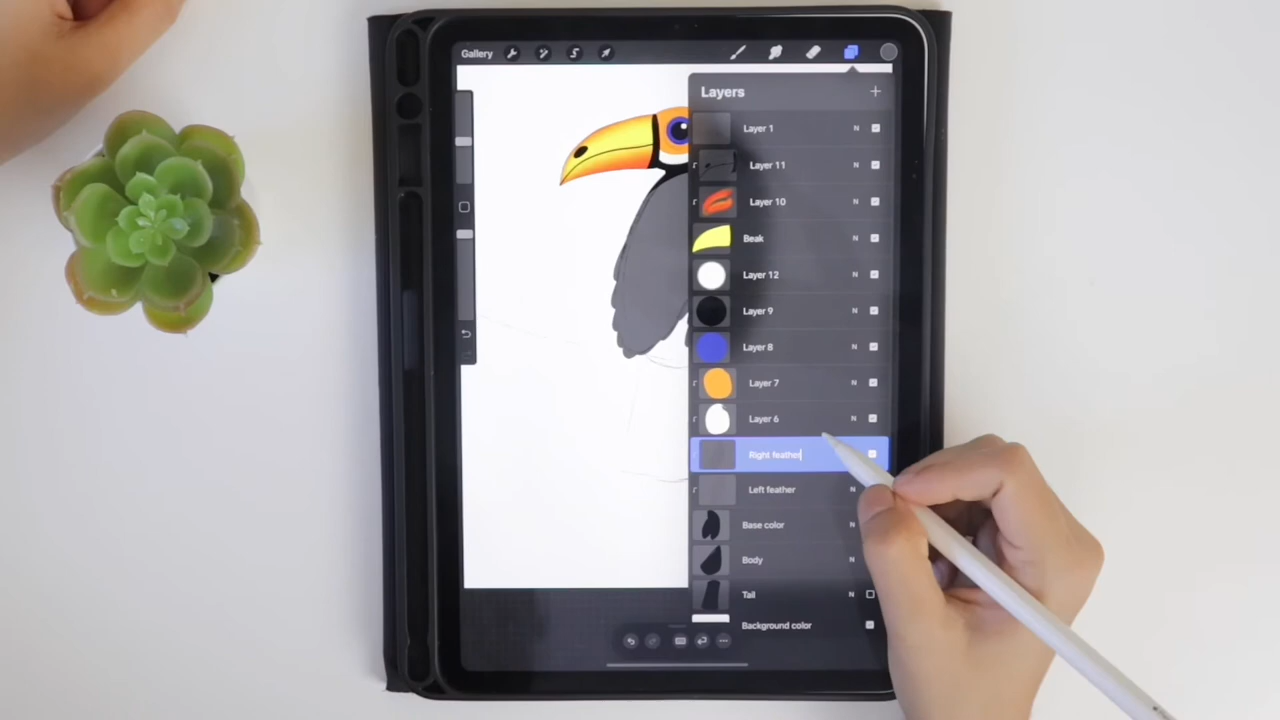 Gallery
Layers
Layer 1 N
Layer 11 N
Layer 10 N
Beak N
Layer 12 N
Layer 9 N
Layer 8 N
Layer 7 N
Layer 6 N
Right feather
Left feather N
Base color N
Body N
Tail N
Background color